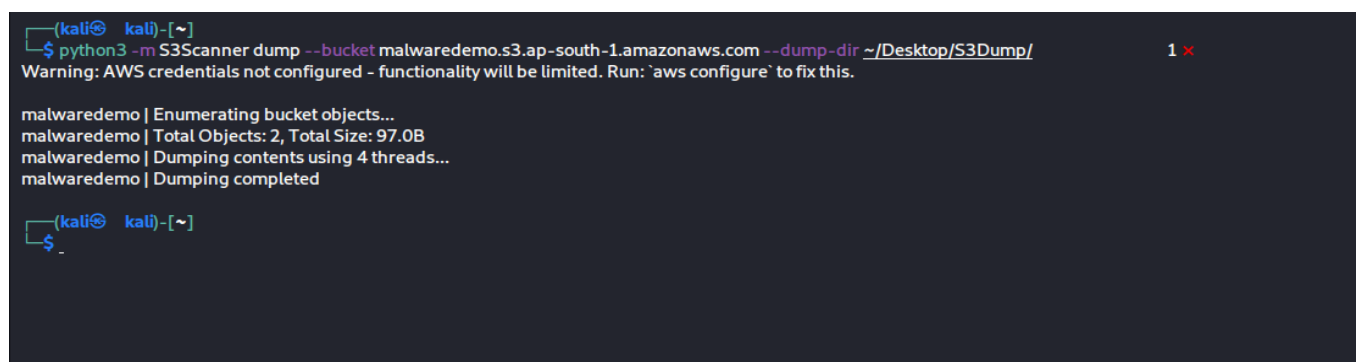 ┌──(kali㉿ kali)-[~]
└─$ python3 -m S3Scanner dump --bucket malwaredemo.s3.ap-south-1.amazonaws.com --dump-dir ~/Desktop/S3Dump/ 1 ⨯
Warning: AWS credentials not configured - functionality will be limited. Run: `aws configure` to fix this.

malwaredemo | Enumerating bucket objects...
malwaredemo | Total Objects: 2, Total Size: 97.0B
malwaredemo | Dumping contents using 4 threads...
malwaredemo | Dumping completed

┌──(kali㉿ kali)-[~]
└─$ _